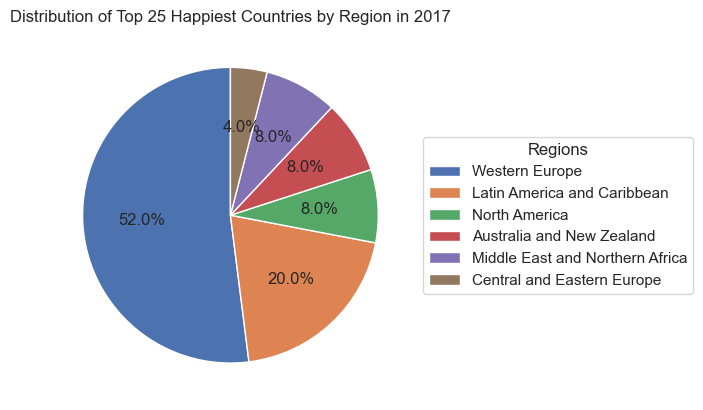 Distribution of Top 25 Happiest Countries by Region in 2017
4.0%
8.0%
8.0%
8.0%
52.0%
20.0%
Regions
Western Europe
Latin America and Caribbean
North America
Australia and New Zealand
Middle East and Northern Africa
Central and Eastern Europe